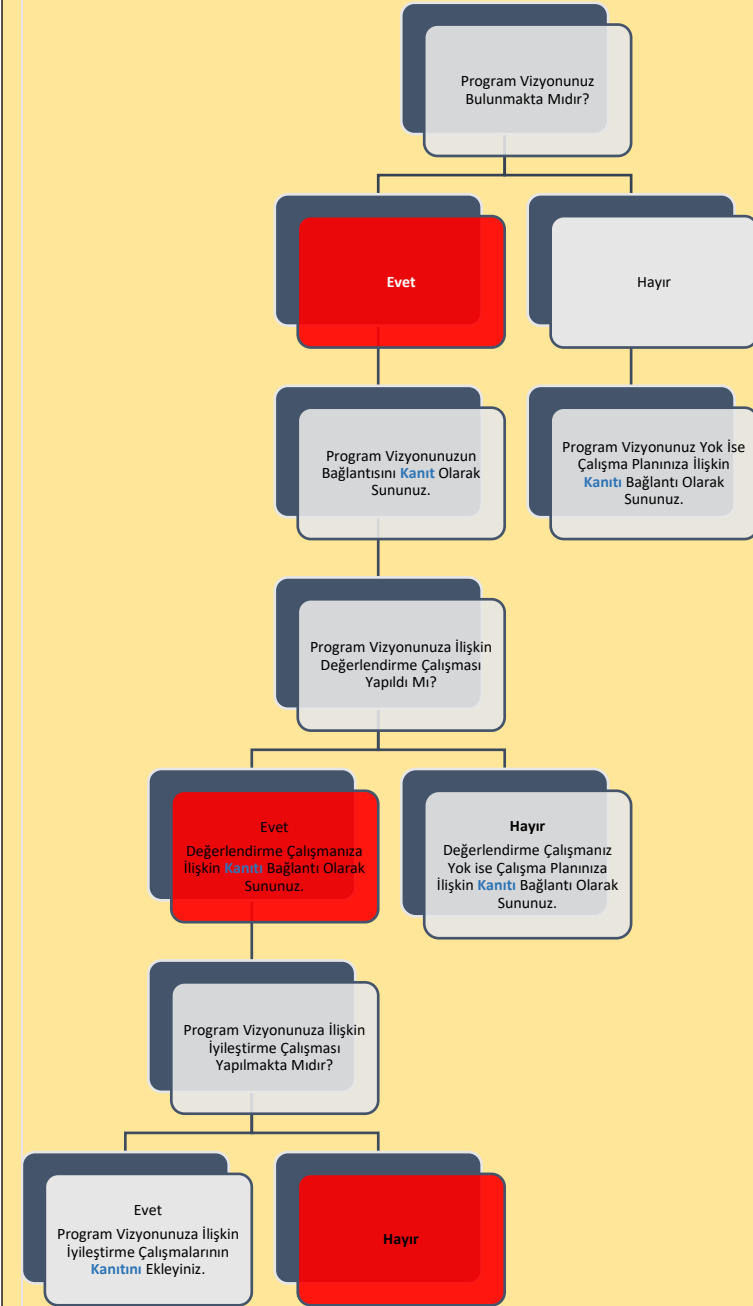 Program Vizyonunuz
Bulunmakta Mıdır?
Evet
Hayır
Program Vizyonunuzun
Bağlantısını Kanıt Olarak
Sununuz.
Program Vizyonunuz Yok İse
Çalışma Planınıza İlişkin
Kanıtı Bağlantı Olarak
Sununuz.
Program Vizyonunuza İlişkin
Değerlendirme Çalışması
Yapıldı Mı?
Evet
Değerlendirme Çalışmanıza
İlişkin Kanıtı Bağlantı Olarak
Sununuz.
Hayır
Değerlendirme Çalışmanız
Yok ise Çalışma Planınıza
İlişkin Kanıtı Bağlantı Olarak
Sununuz.
Program Vizyonunuza İlişkin
İyileştirme Çalışması
Yapılmakta Mıdır?
Evet
Program Vizyonunuza İlişkin
İyileştirme Çalışmalarının
Kanıtını Ekleyiniz.
Hayır